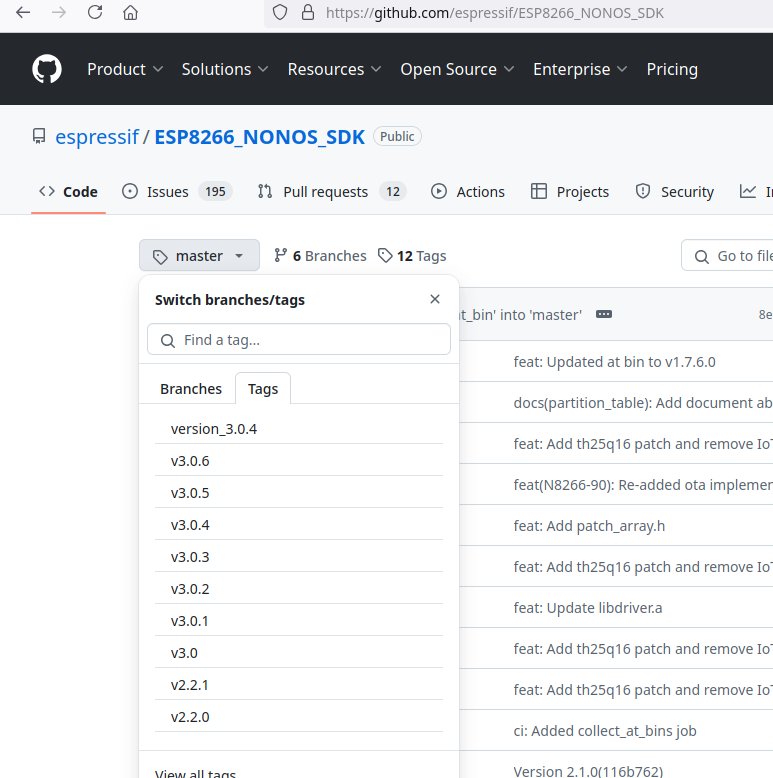 https://github.com/espressif/ESP8266_NONOS_SDK
Product Solutions Resources Open Source Enterprise Pricing
espressif / ESP8266_NONOS_SDK Public
Code Issues 195 Pull requests 12 Actions Projects Security
master 6 Branches 12 Tags Go to file
Switch branches/tags
t_bin' into 'master' 8e
Find a tag...
feat: Updated at bin to v1.7.6.0
Branches Tags
docs(partition_table): Add document ab
version_3.0.4
feat: Add th25q16 patch and remove IoT
v3.0.6
v3.0.5
feat(N8266-90): Re-added ota implemen
v3.0.4
feat: Add patch_array.h
v3.0.3
feat: Add th25q16 patch and remove IoT
v3.0.2
feat: Update libdriver.a
v3.0.1
v3.0
feat: Add th25q16 patch and remove IoT
v2.2.1
feat: Add th25q16 patch and remove IoT
v2.2.0
ci: Added collect_at_bins job
View all tags
Version 2.1.0(116b762)